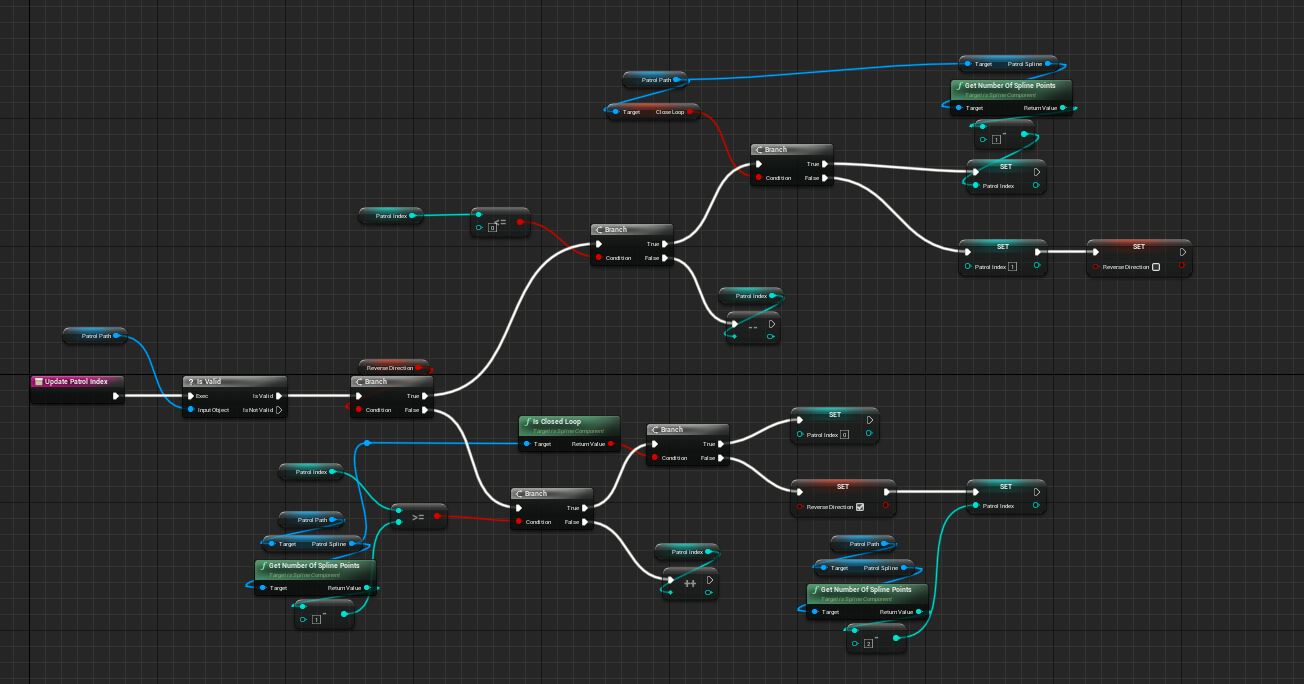 Patrol Path
Target Patrol Spline
Get Number Of Spline Points
Target is Spline Component
Target Return Value
Target Close Loop
-
1
Branch
True
Condition False
SET
Patrol Index
Patrol Index
<=
0
Branch
True
Condition False
SET
Patrol Index 1
SET
Reverse Direction
Patrol Index
--
Patrol Path
Update Patrol Index
? Is Valid
Exec Is Valid
Input Object Is Not Valid
Reverse Direction
Branch
True
Condition False
f Is Closed Loop
Target is Spline Component
Target Return Value
Branch
True
Condition False
SET
Patrol Index 0
Patrol Index
Patrol Path
Target Patrol Spline
f Get Number Of Spline Points
Target is Spline Component
Target Return Value
-
1
>=
Branch
True
Condition False
SET
Reverse Direction
SET
Patrol Index
Patrol Index
++
Patrol Path
Target Patrol Spline
f Get Number Of Spline Points
Target is Spline Component
Target Return Value
-
2